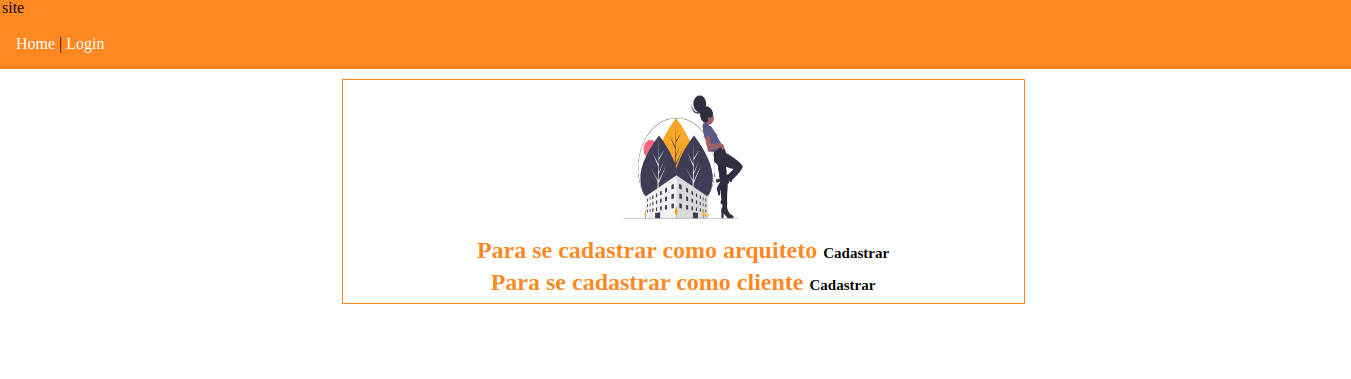 site
Home | Login
Para se cadastrar como arquiteto Cadastrar
Para se cadastrar como cliente Cadastrar